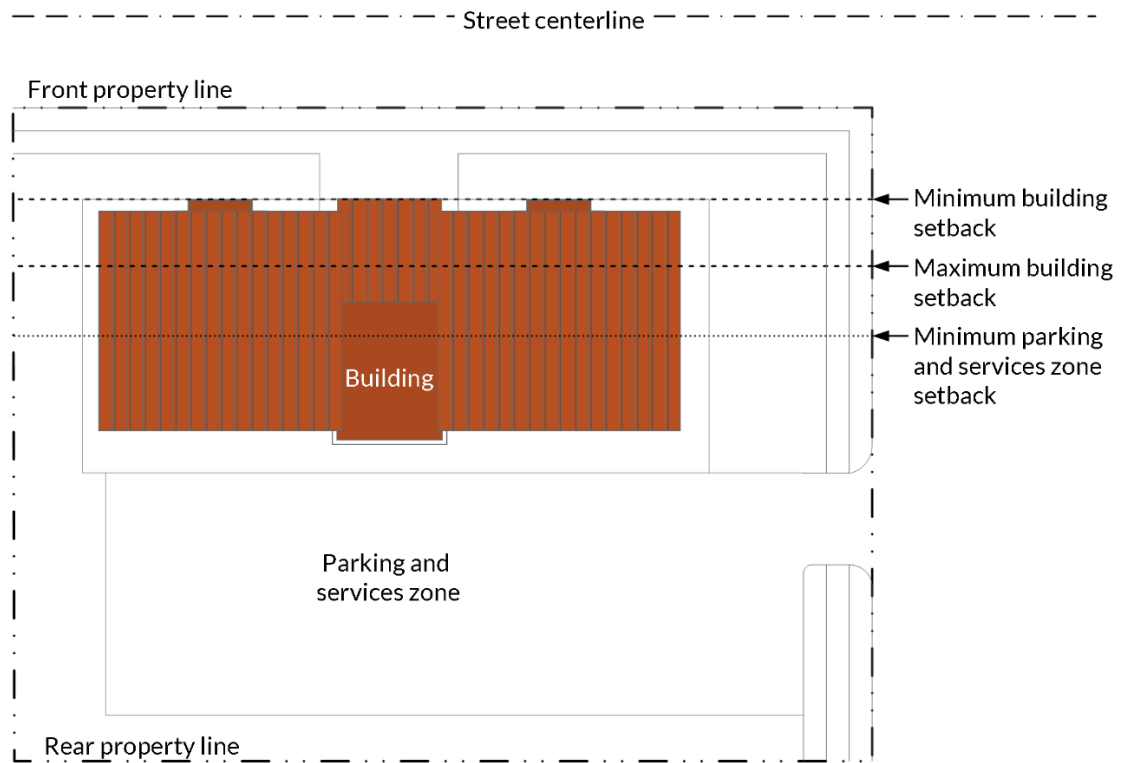 Street centerline
Front property line
Minimum building
setback
Maximum building
setback
Minimum parking
and services zone
setback
Building
Parking and
services zone
Rear property line